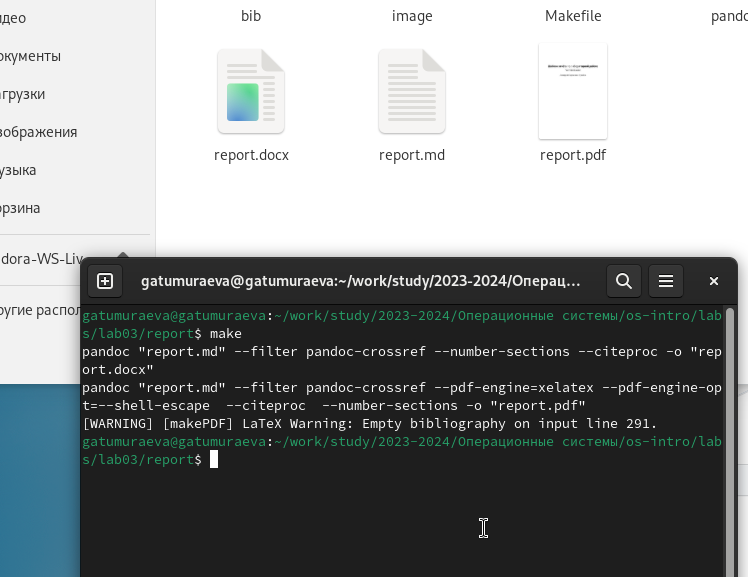 идео
окументы
агрузки
зображения
узыка
орзина
dora-WS-Liv
ругие распол
bib
image
Makefile
pando
report.docx
report.md
report.pdf
gatumuraeva@gatumuraeva:~/work/study/2023-2024/Операц...
gatumuraeva@gatumuraeva:~/work/study/2023-2024/Операционные системы/os-intro/lab
s/lab03/report$ make
pandoc "report.md" --filter pandoc-crossref --number-sections --citeproc -o "rep
ort.docx"
pandoc "report.md" --filter pandoc-crossref --pdf-engine=xelatex --pdf-engine-op
t=--shell-escape  --citeproc  --number-sections -o "report.pdf"
[WARNING] [makePDF] LaTeX Warning: Empty bibliography on input line 291.
gatumuraeva@gatumuraeva:~/work/study/2023-2024/Операционные системы/os-intro/lab
s/lab03/report$